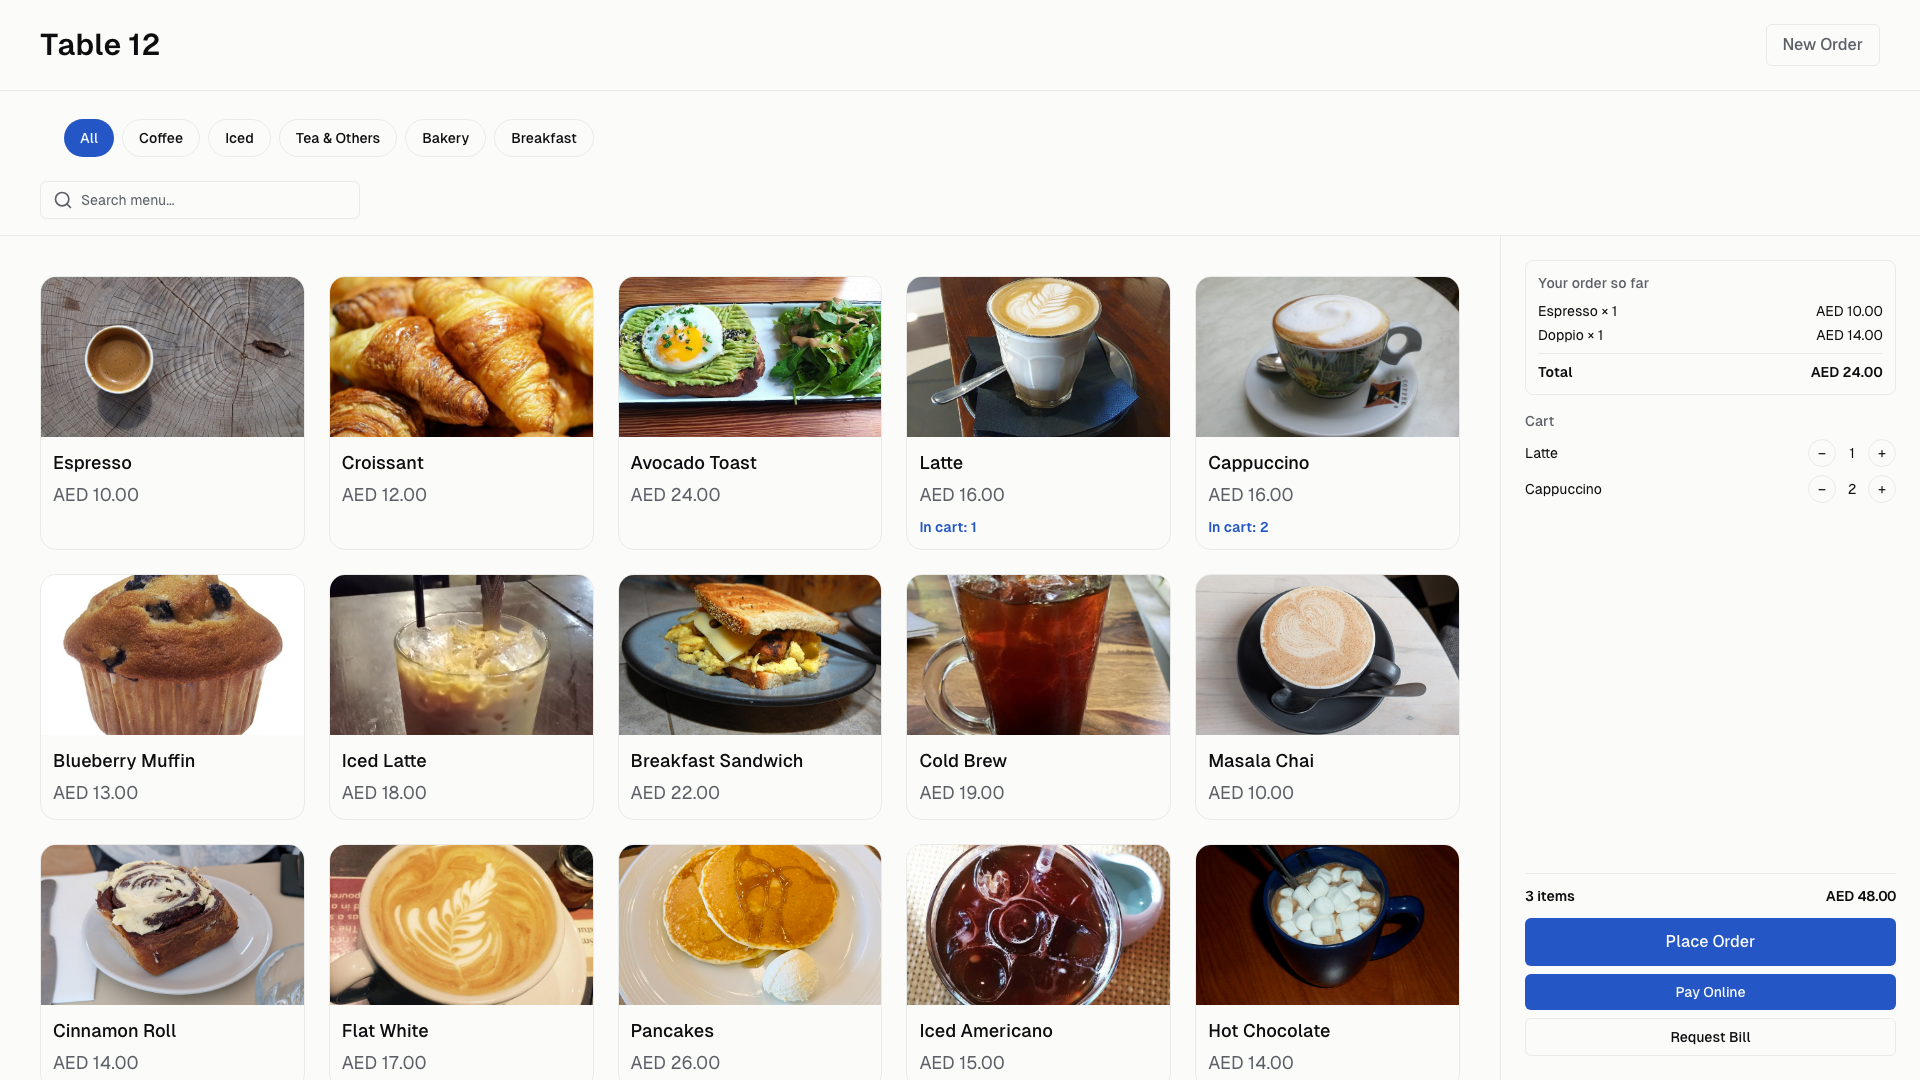 Table 12
New Order
All
Coffee
Iced
Tea & Others
Bakery
Breakfast
Search menu...
Espresso
AED 10.00
Croissant
AED 12.00
Avocado Toast
AED 24.00
Latte
AED 16.00
In cart: 1
Cappuccino
AED 16.00
In cart: 2
Blueberry Muffin
AED 13.00
Iced Latte
AED 18.00
Breakfast Sandwich
AED 22.00
Cold Brew
AED 19.00
Masala Chai
AED 10.00
Cinnamon Roll
AED 14.00
Flat White
AED 17.00
Pancakes
AED 26.00
Iced Americano
AED 15.00
Hot Chocolate
AED 14.00
Your order so far
Espresso × 1 AED 10.00
Doppio × 1 AED 14.00
Total AED 24.00
Cart
Latte − 1 +
Cappuccino − 2 +
3 items AED 48.00
Place Order
Pay Online
Request Bill